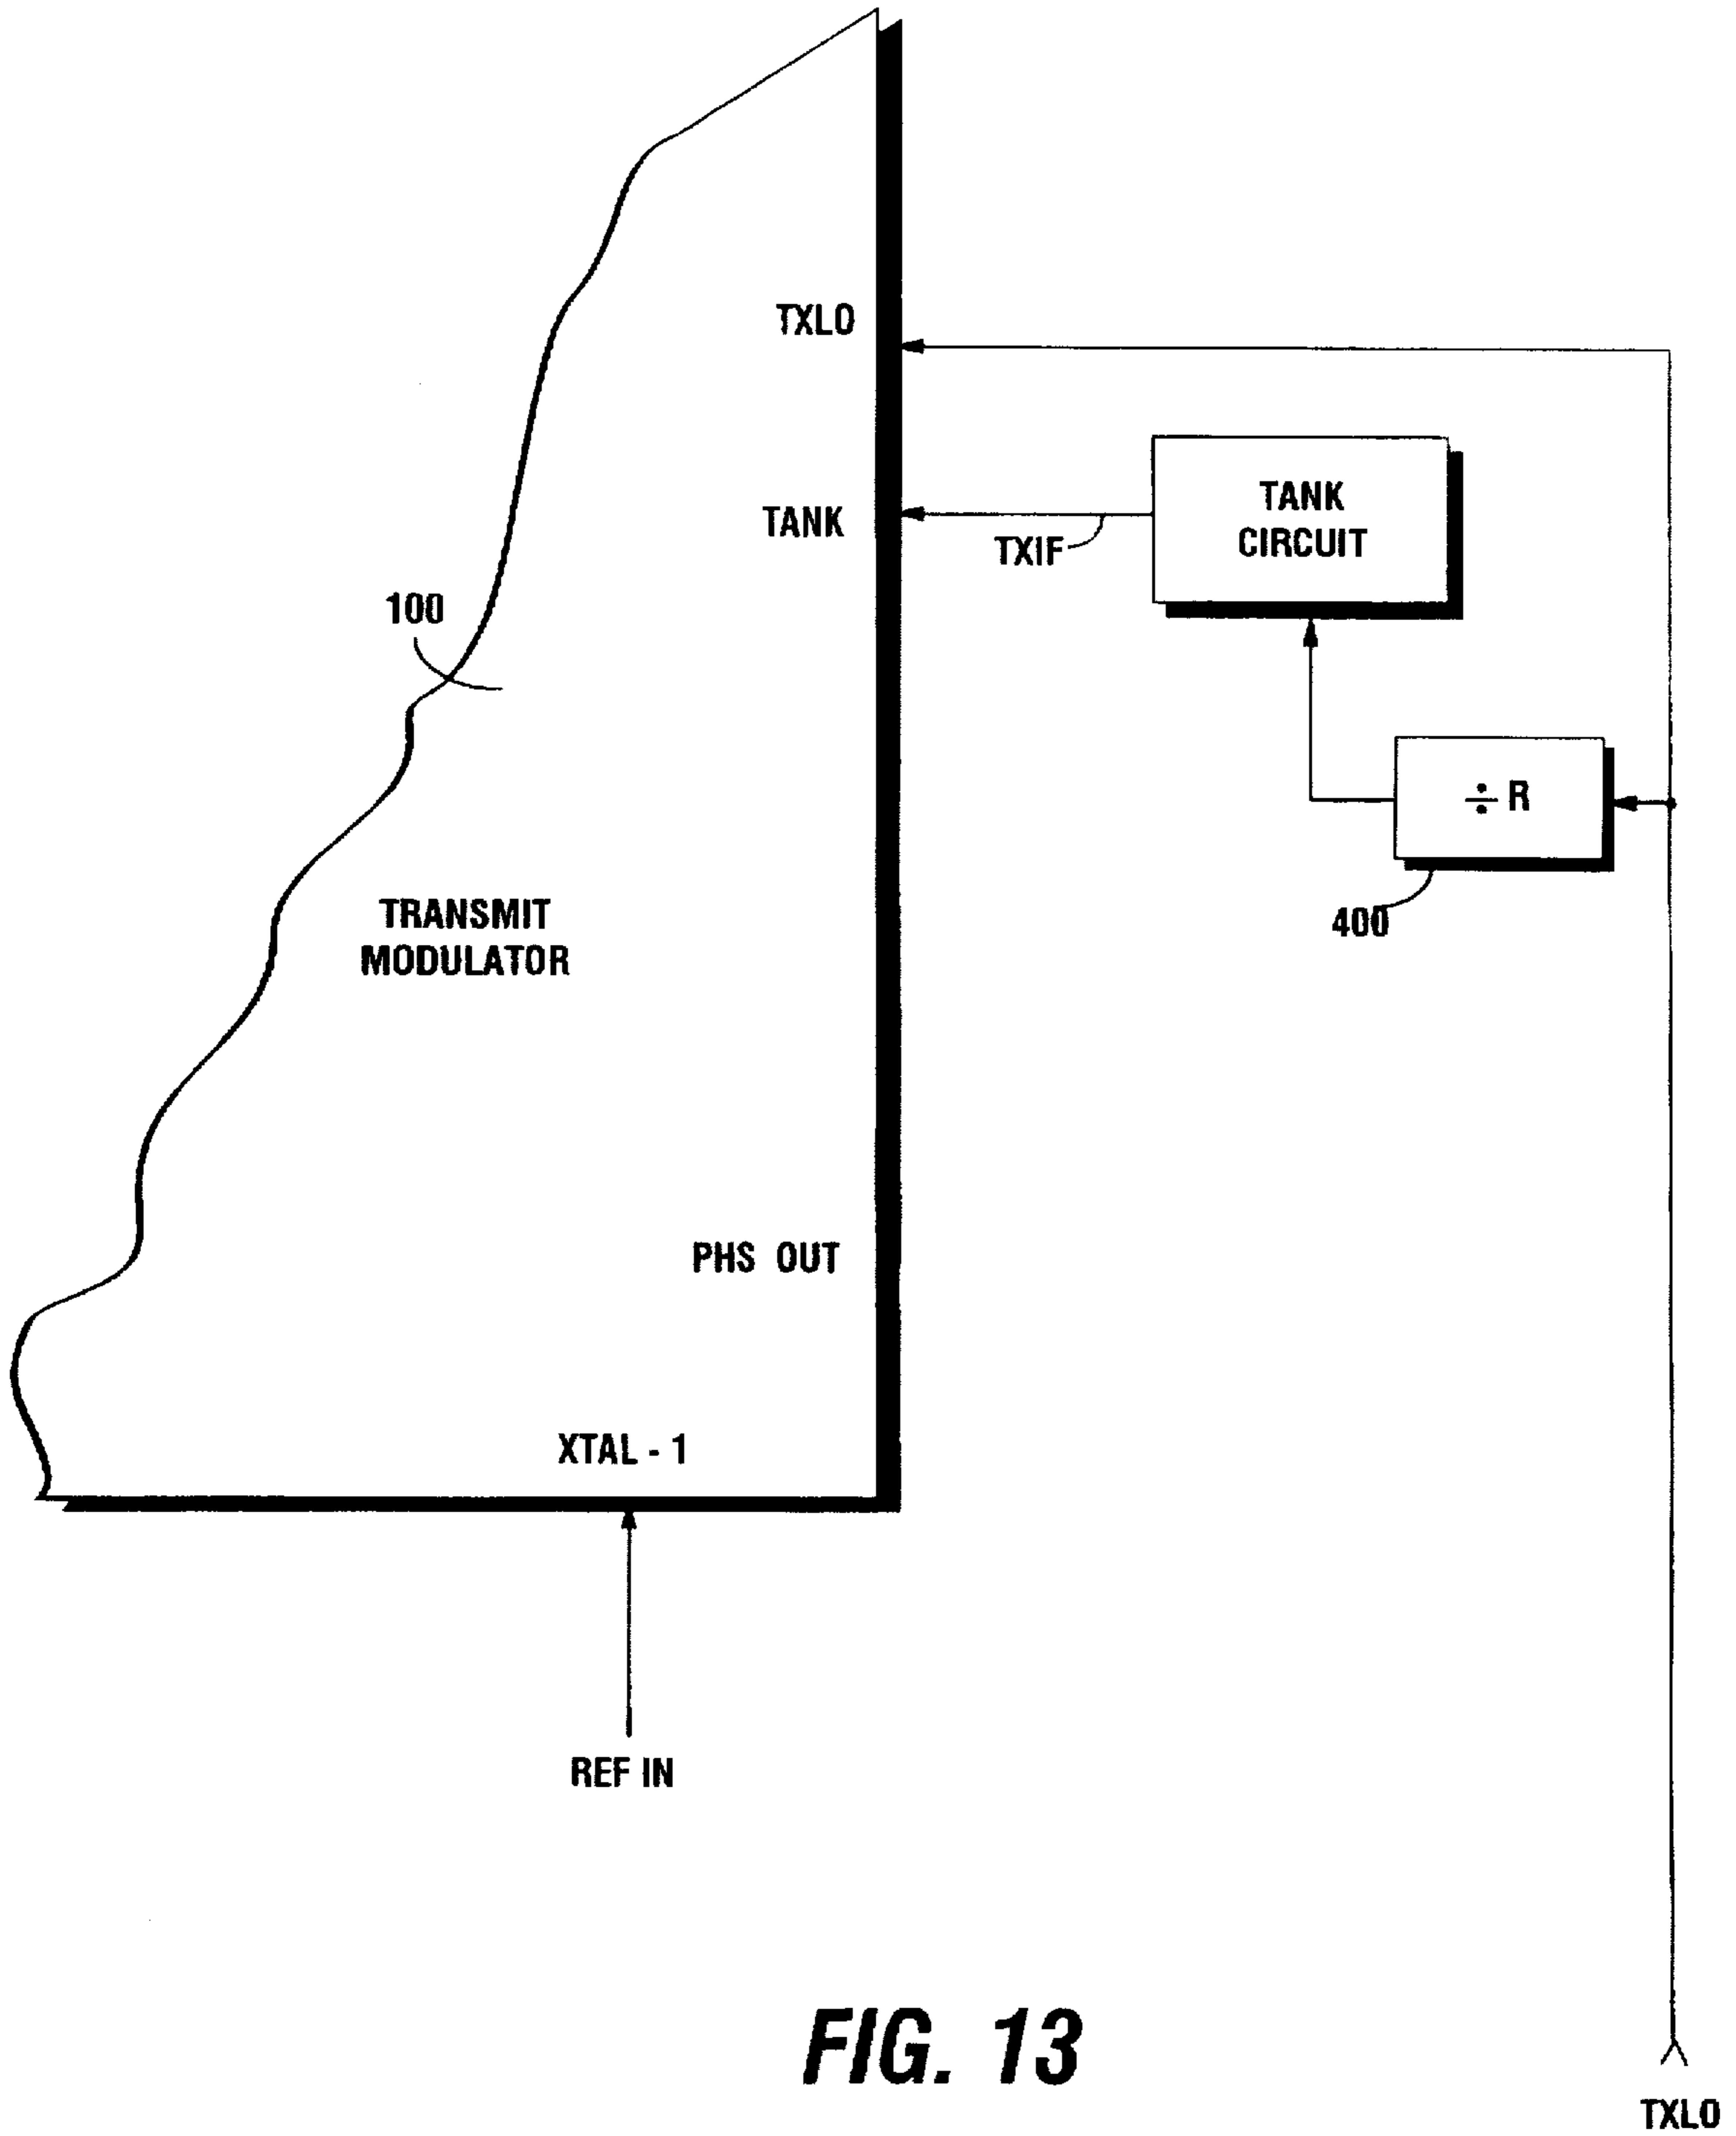 TXLO
TANK
CIRCUIT
TANK
TXIF
100
÷ R
400
TRANSMIT
MODULATOR
PHS OUT
XTAL - 1
REF IN
FIG. 13
TXLO